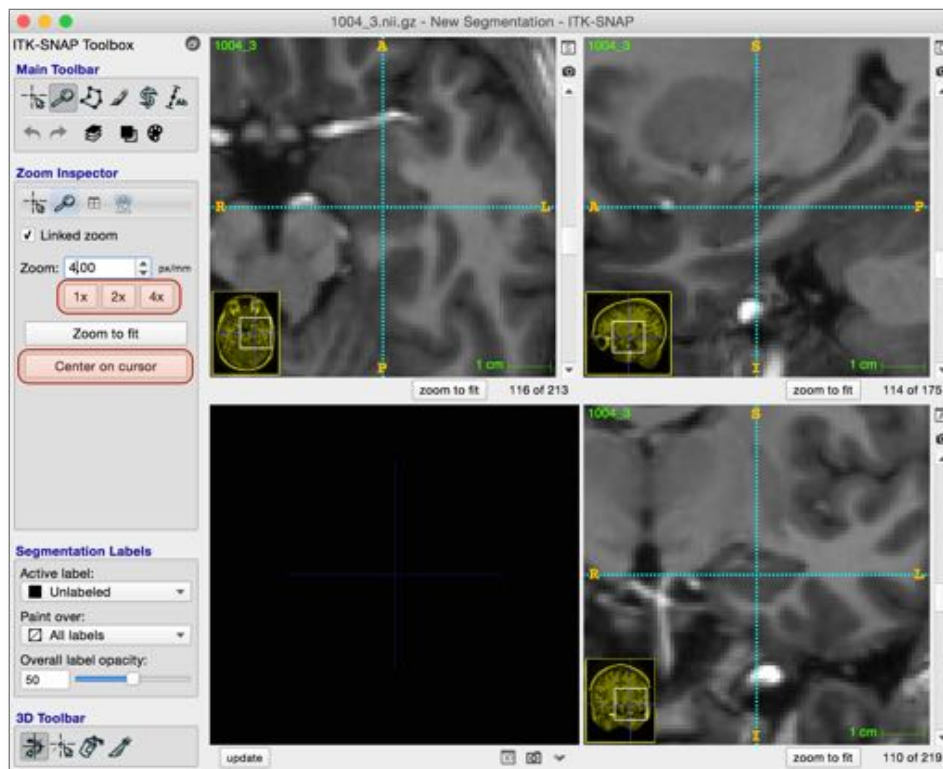 1004_3.nii.gz - New Segmentation - ITK-SNAP
ITK-SNAP Toolbox
Main Toolbar
Zoom Inspector
Linked zoom
Zoom: 4.00 px/mm
1x 2x 4x
Zoom to fit
Center on cursor
Segmentation Labels
Active label:
Unlabeled
Paint over:
All labels
Overall label opacity:
50
3D Toolbar
1004_3
A
R
L
P
1 cm
zoom to fit 116 of 213
1004_3
S
A
P
I
1 cm
zoom to fit 114 of 175
update
1004_3
S
R
L
I
1 cm
zoom to fit 110 of 219